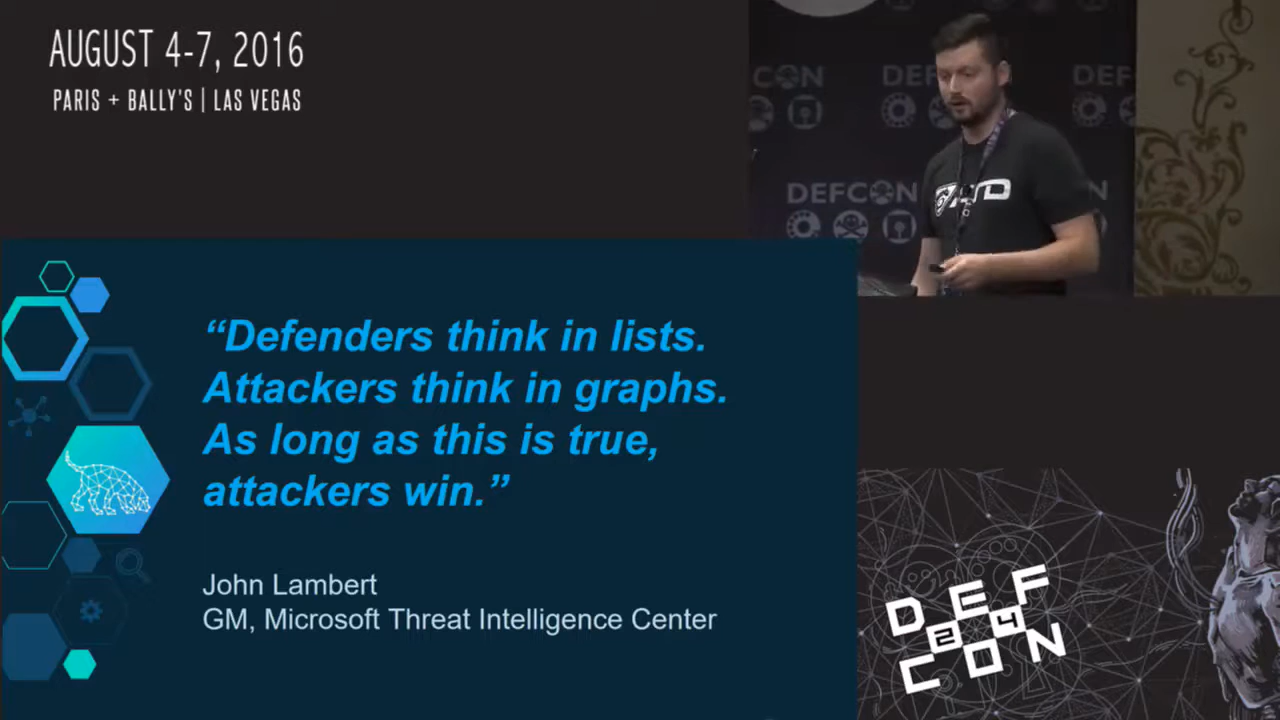 AUGUST 4-7, 2016
PARIS + BALLY'S | LAS VEGAS
DEFCON
“Defenders think in lists.
Attackers think in graphs.
As long as this is true,
attackers win.”
John Lambert
GM, Microsoft Threat Intelligence Center
DEF
24
CON